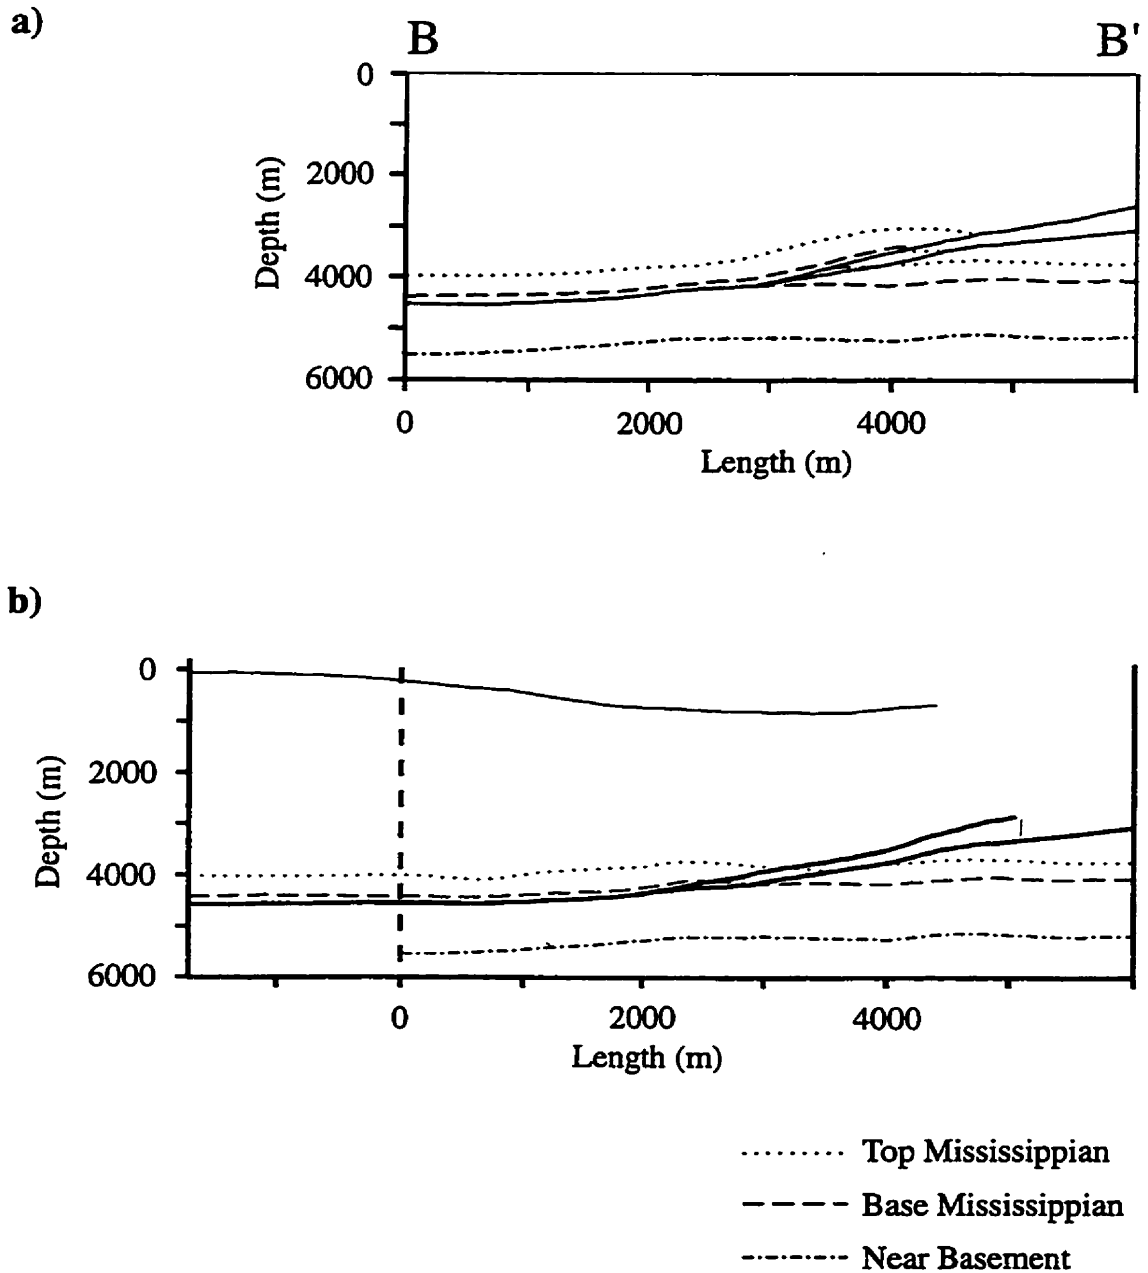 a)
B B'
0
2000
4000
6000
Depth (m)
0 2000 4000
Length (m)
b)
0
2000
4000
6000
Depth (m)
0 2000 4000
Length (m)
Top Mississippian
Base Mississippian
Near Basement